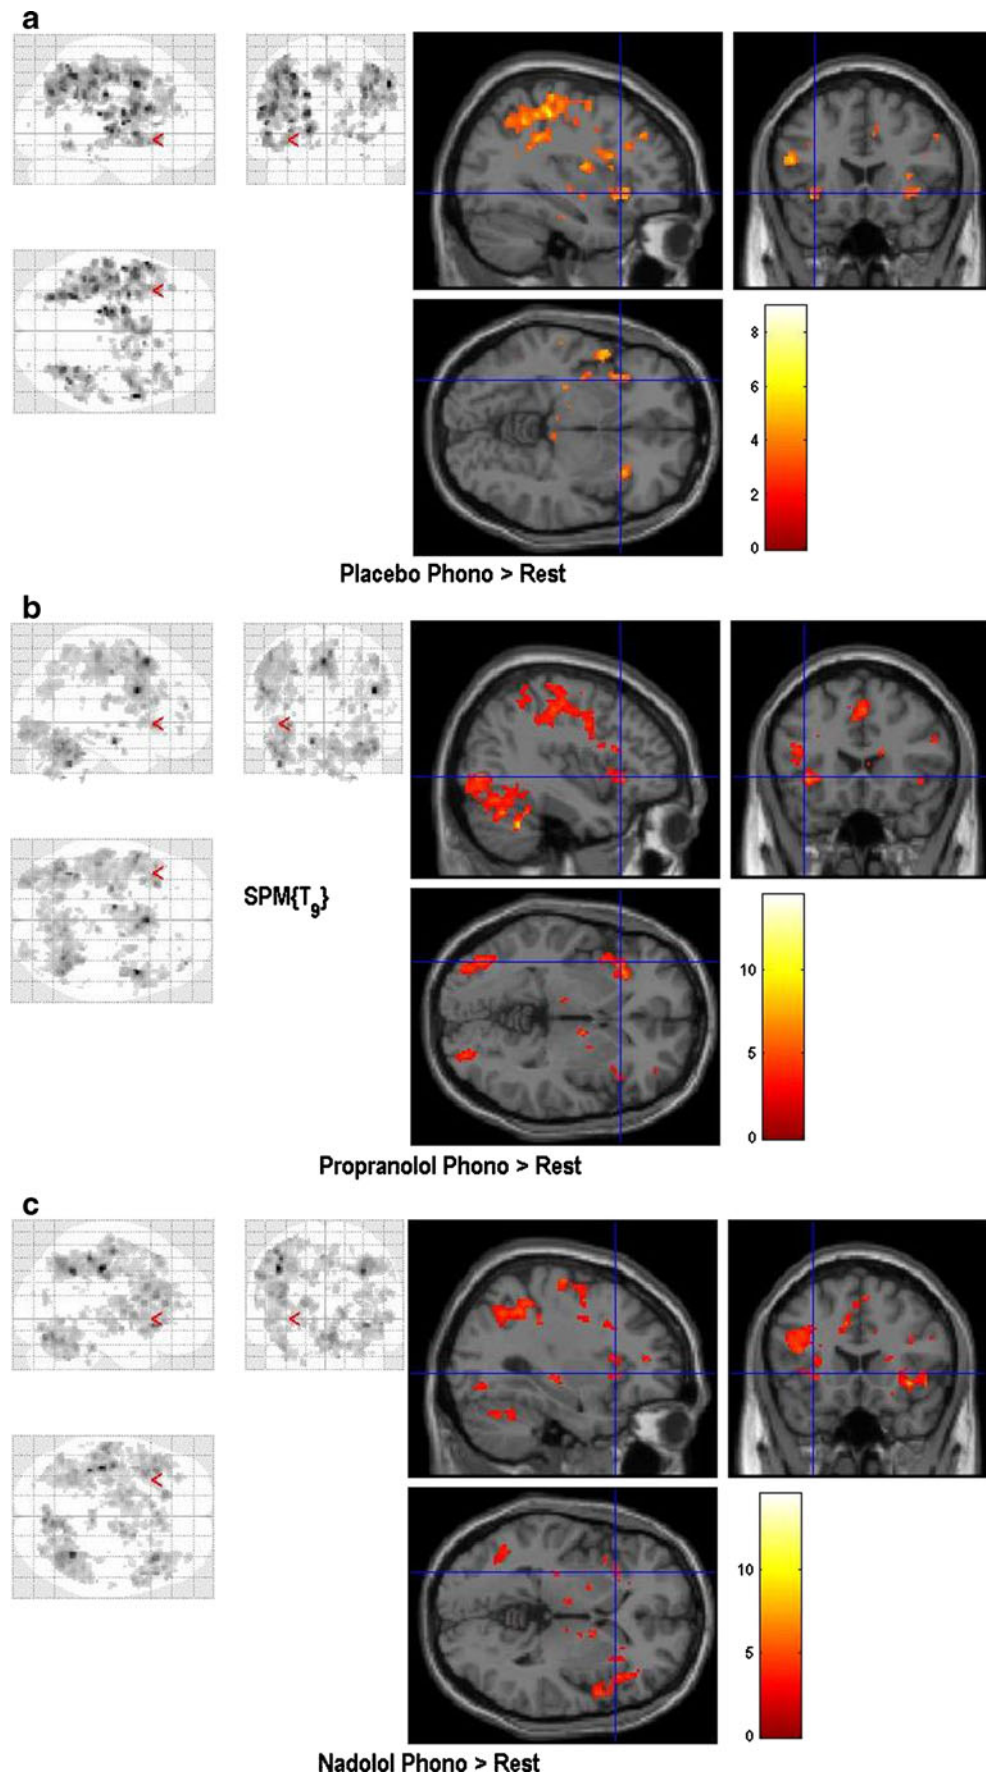 a
<
<
<
8
6
4
2
0
Placebo Phono > Rest
b
<
<
<
SPM{T9}
10
5
0
Propranolol Phono > Rest
c
<
<
<
10
5
0
Nadolol Phono > Rest